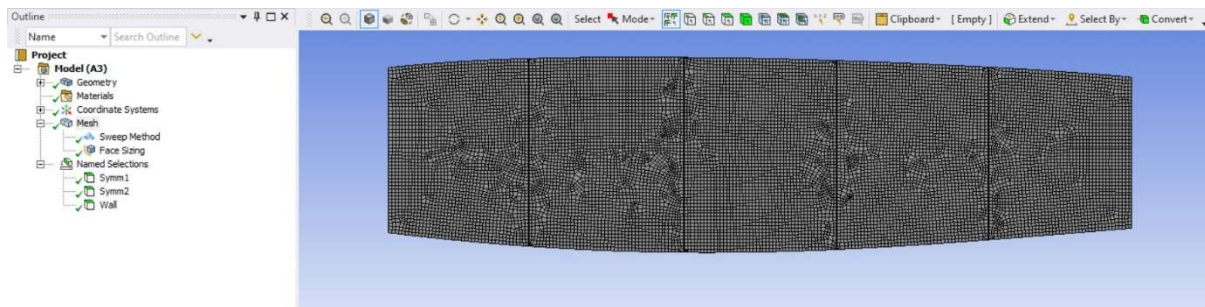 Outline
Select Mode Clipboard [ Empty ] Extend Select By Convert
Name Search Outline
Project
Model (A3)
Geometry
Materials
Coordinate Systems
Mesh
Sweep Method
Face Sizing
Named Selections
Symm1
Symm2
Wall